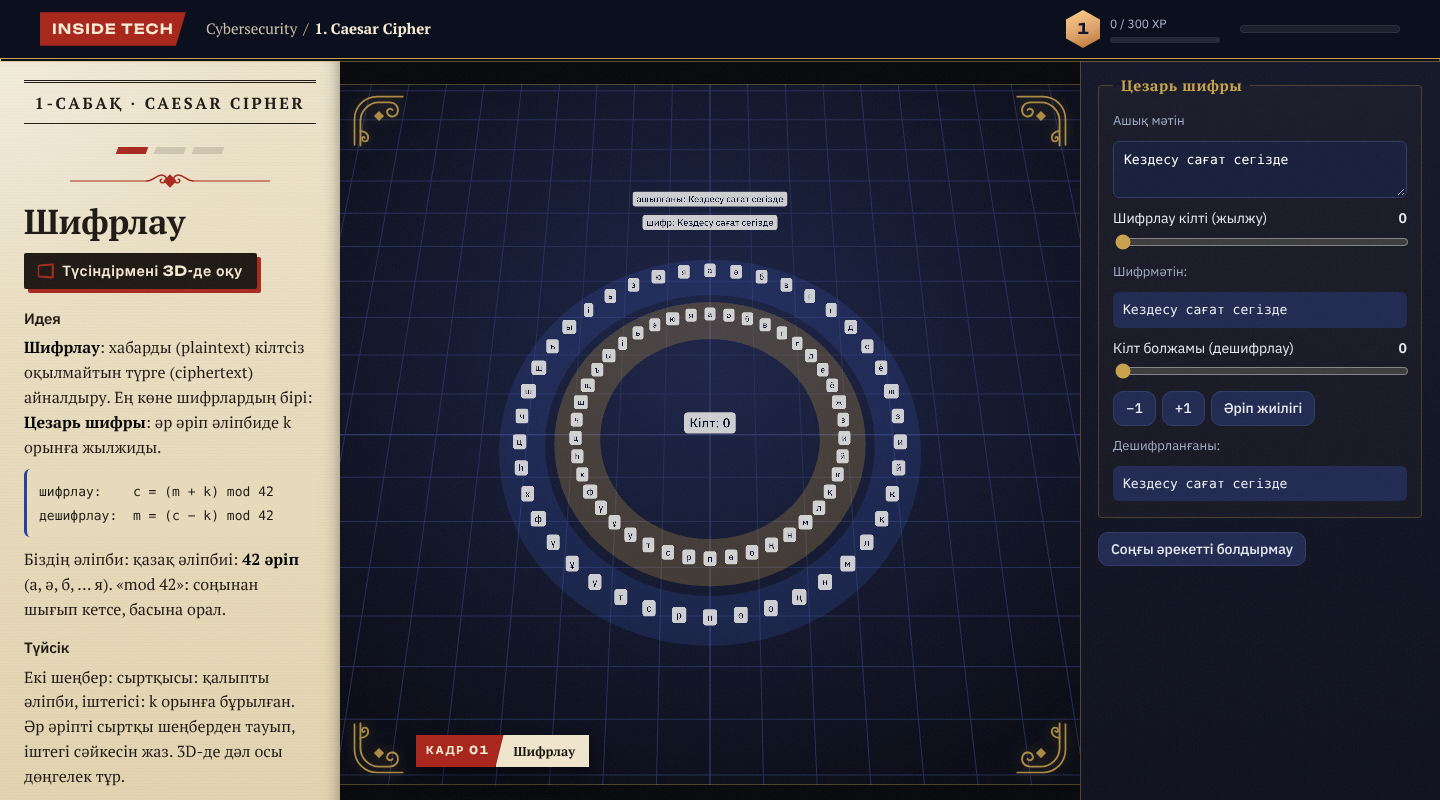 INSIDE TECH
Cybersecurity / 1. Caesar Cipher
1
0 / 300 XP
1-САБАҚ · CAESAR CIPHER
Шифрлау
Түсіндірмені 3D-де оқу
Идея
Шифрлау: хабарды (plaintext) кілтсіз
оқылмайтын түрге (ciphertext)
айналдыру. Ең көне шифрлардың бірі:
Цезарь шифры: әр әріп әліпбиде k
орынға жылжиды.
шифрлау: c = (m + k) mod 42
дешифрлау: m = (c − k) mod 42
Біздің әліпби: қазақ әліпбиі: 42 әріп
(а, ә, б, … я). «mod 42»: соңынан
шығып кетсе, басына орал.
Түйсік
Екі шеңбер: сыртқысы: қалыпты
әліпби, іштегісі: k орынға бұрылған.
Әр әріпті сыртқы шеңберден тауып,
іштегі сәйкесін жаз. 3D-де дәл осы
дөңгелек тұр.
ашылғаны: Кездесу сағат сегізде
шифр: Кездесу сағат сегізде
Кілт: 0
КАДР 01 Шифрлау
Цезарь шифры
Ашық мәтін
Кездесу сағат сегізде
Шифрлау кілті (жылжу) 0
Шифрмәтін:
Кездесу сағат сегізде
Кілт болжамы (дешифрлау) 0
−1 +1 Әріп жиілігі
Дешифрланғаны:
Кездесу сағат сегізде
Соңғы әрекетті болдырмау